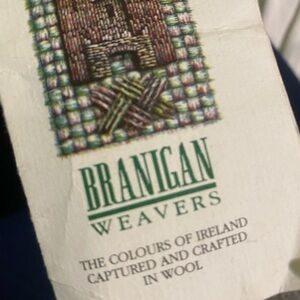 BRANIGAN
WEAVERS
THE COLOURS OF IRELAND
CAPTURED AND CRAFTED
IN WOOL